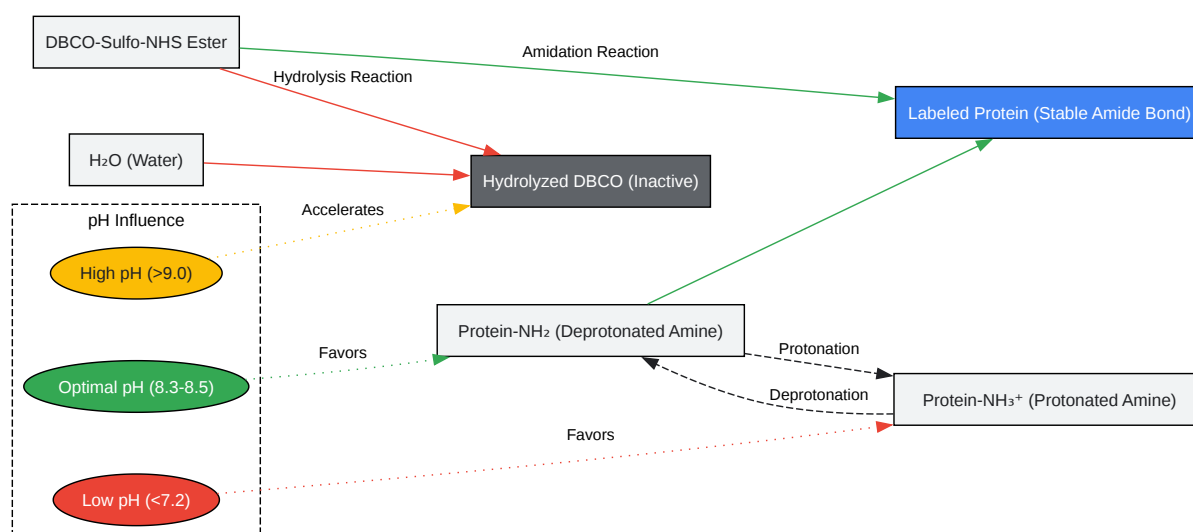 DBCO-Sulfo-NHS Ester
Amidation Reaction
Hydrolysis Reaction
Labeled Protein (Stable Amide Bond)
H₂O (Water)
Hydrolyzed DBCO (Inactive)
pH Influence
Accelerates
High pH (>9.0)
Protein-NH₂ (Deprotonated Amine)
Favors
Protonation
Optimal pH (8.3-8.5)
Deprotonation
Protein-NH₃⁺ (Protonated Amine)
Favors
Low pH (<7.2)